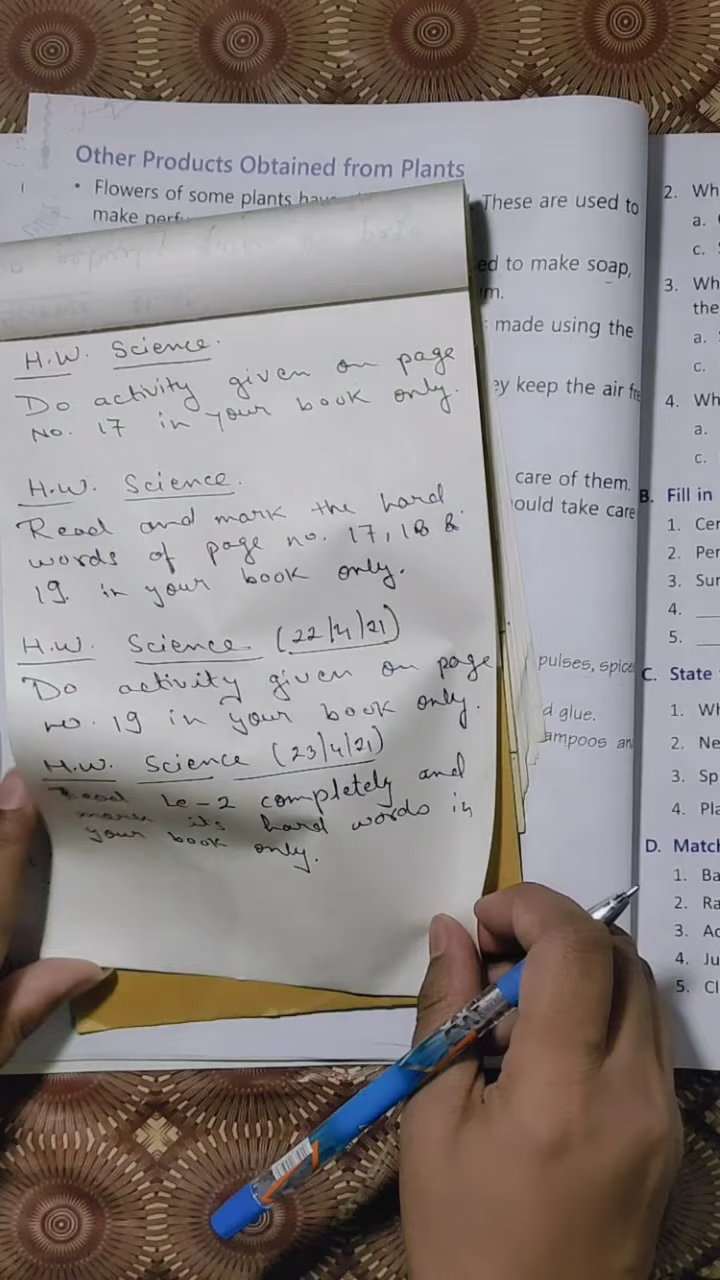 Other Products Obtained from Plants
• Flowers of some plants have These are used to
make
ed to make soap,
m.
made using the
ey keep the air
care of them.
ould take care
pulses,
d glue.
ampoos
H.W. Science.
Do activity given on page
No. 17 in your book only.
H.W. Science.
Read and mark the hard
words of page no. 17, 18 &
19 in your book only.
H.W. Science (22/4/21)
Do activity given on page
no. 19 in your book only.
H.W. Science (23/4/21)
Read Le-2 completely and
mark its hard words in
your book only.
2. Wh
a.
c.
3. Wh
the
a.
c.
4. Wh
a.
c.
B. Fill in
1. Cer
2. Per
3. Sur
4.
5.
C. State
1. Wh
2. Ne
3. Sp
4. Pla
D. Match
1. Ba
2. Ra
3. Ac
4. Ju
5. Cl